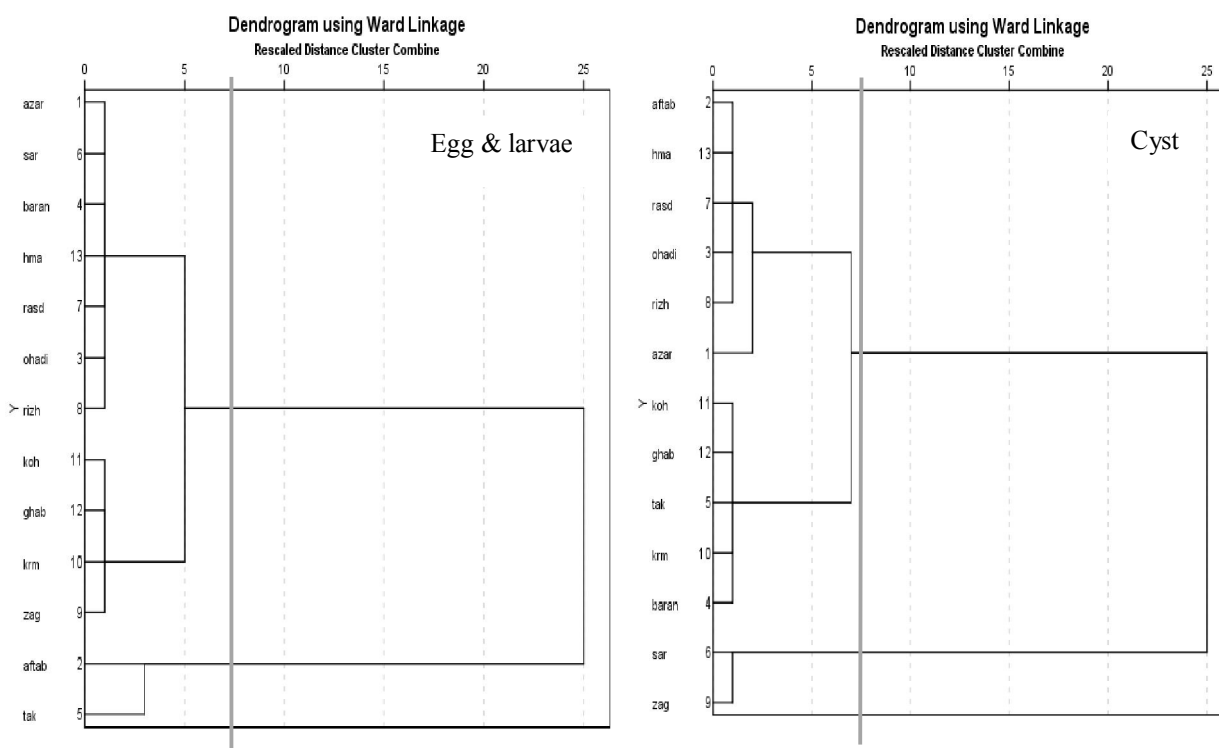 Dendrogram using Ward Linkage
Rescaled Distance Cluster Combine
0 5 10 15 20 25
Egg & larvae
azar 1
sar 6
baran 4
hma 13
rasd 7
ohadi 3
Y rizh 8
koh 11
ghab 12
krm 10
zag 9
aftab 2
tak 5
Dendrogram using Ward Linkage
Rescaled Distance Cluster Combine
0 5 10 15 20 25
Cyst
aftab 2
hma 13
rasd 7
ohadi 3
rizh 8
azar 1
Y koh 11
ghab 12
tak 5
krm 10
baran 4
sar 6
zag 9